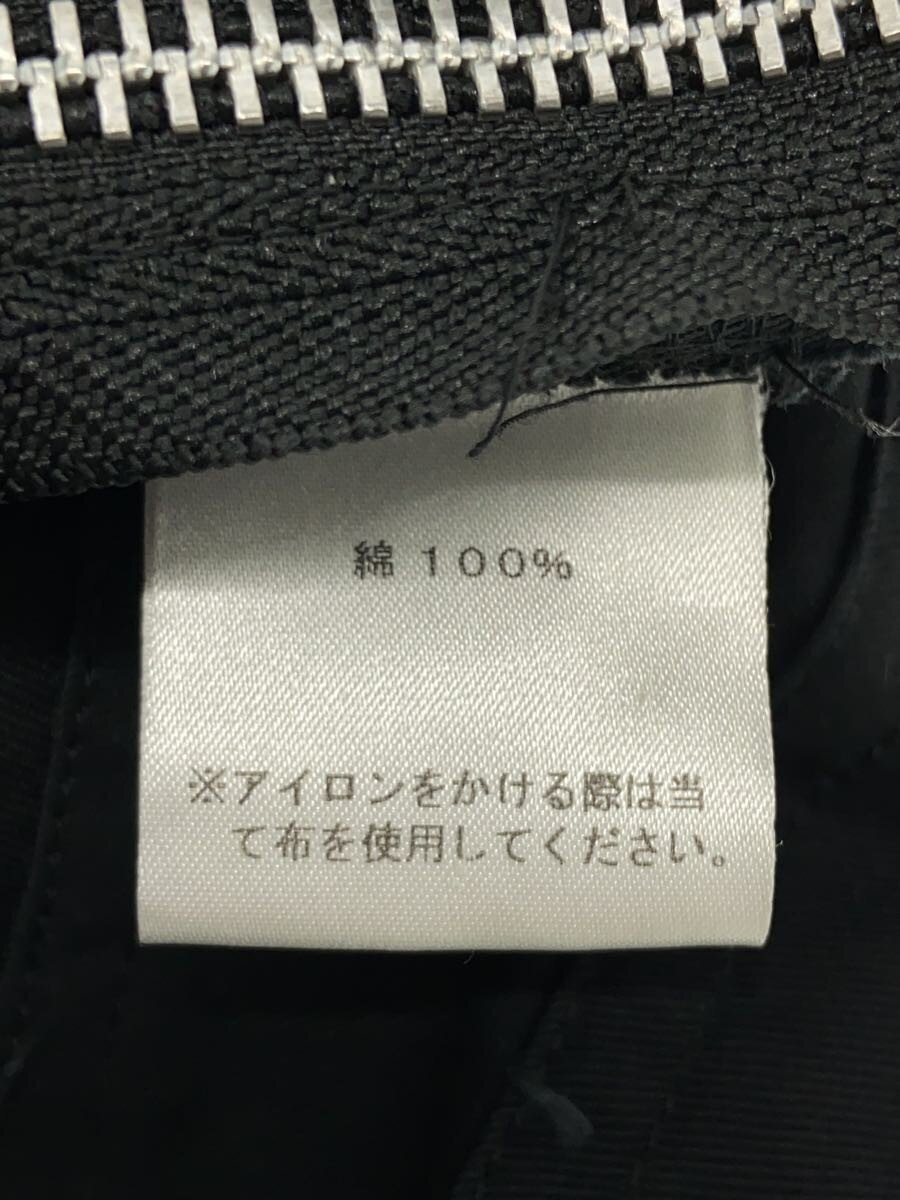 綿 100%
※アイロンをかける際は当
て布を使用してください。